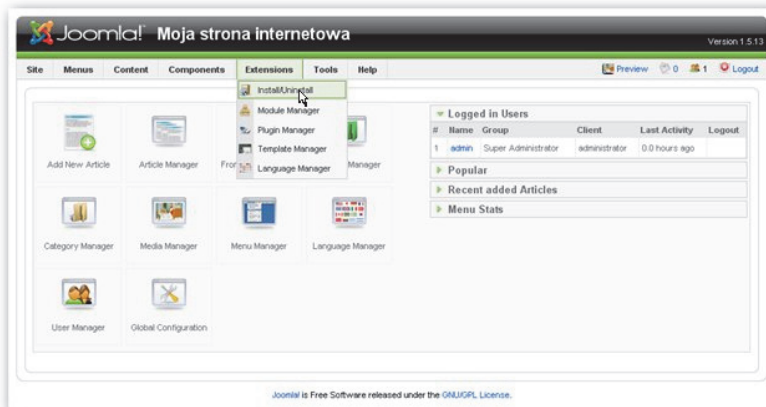 Joomla! Moja strona internetowa
Version 1.5.13
Site Menus Content Components Extensions Tools Help Preview 0 1 Logout
Install/Uninstall
Module Manager
Plugin Manager
Template Manager
Language Manager
Add New Article Article Manager Fro Manager
Category Manager Media Manager Menu Manager Language Manager
User Manager Global Configuration
Logged in Users
# Name Group Client Last Activity Logout
1 admin Super Administrator administrator 0.0 hours ago
Popular
Recent added Articles
Menu Stats
Joomla! is Free Software released under the GNU/GPL License.